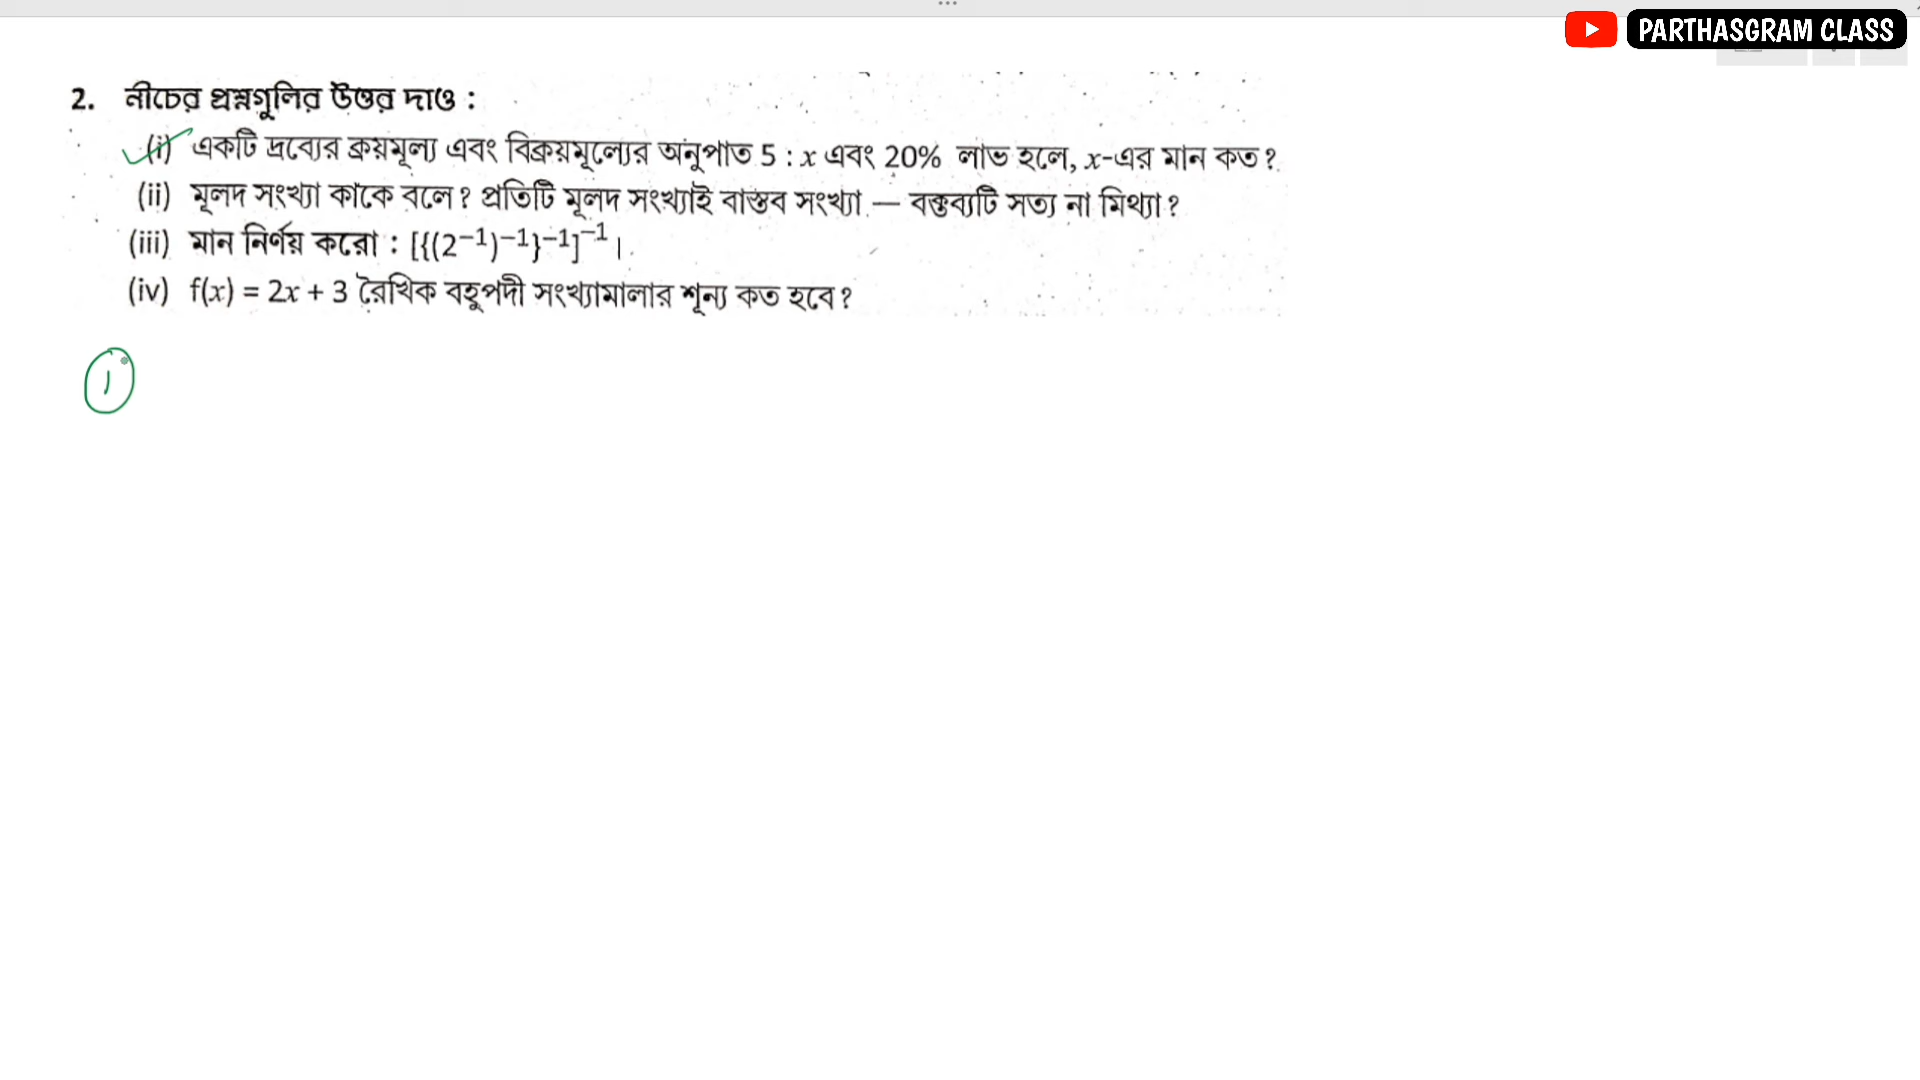 PARTHASGRAM CLASS
2. নীচের প্রশ্নগুলির উত্তর দাও :
(i) একটি দ্রব্যের ক্রয়মূল্য এবং বিক্রয়মূল্যের অনুপাত 5 : x এবং 20% লাভ হলে, x-এর মান কত ?
(ii) মূলদ সংখ্যা কাকে বলে ? প্রতিটি মূলদ সংখ্যাই বাস্তব সংখ্যা — বক্তব্যটি সত্য না মিথ্যা ?
(iii) মান নির্ণয় করো : [{(2⁻¹)⁻¹}⁻¹]⁻¹।
(iv) f(x) = 2x + 3 রৈখিক বহুপদী সংখ্যামালার শূন্য কত হবে ?
1